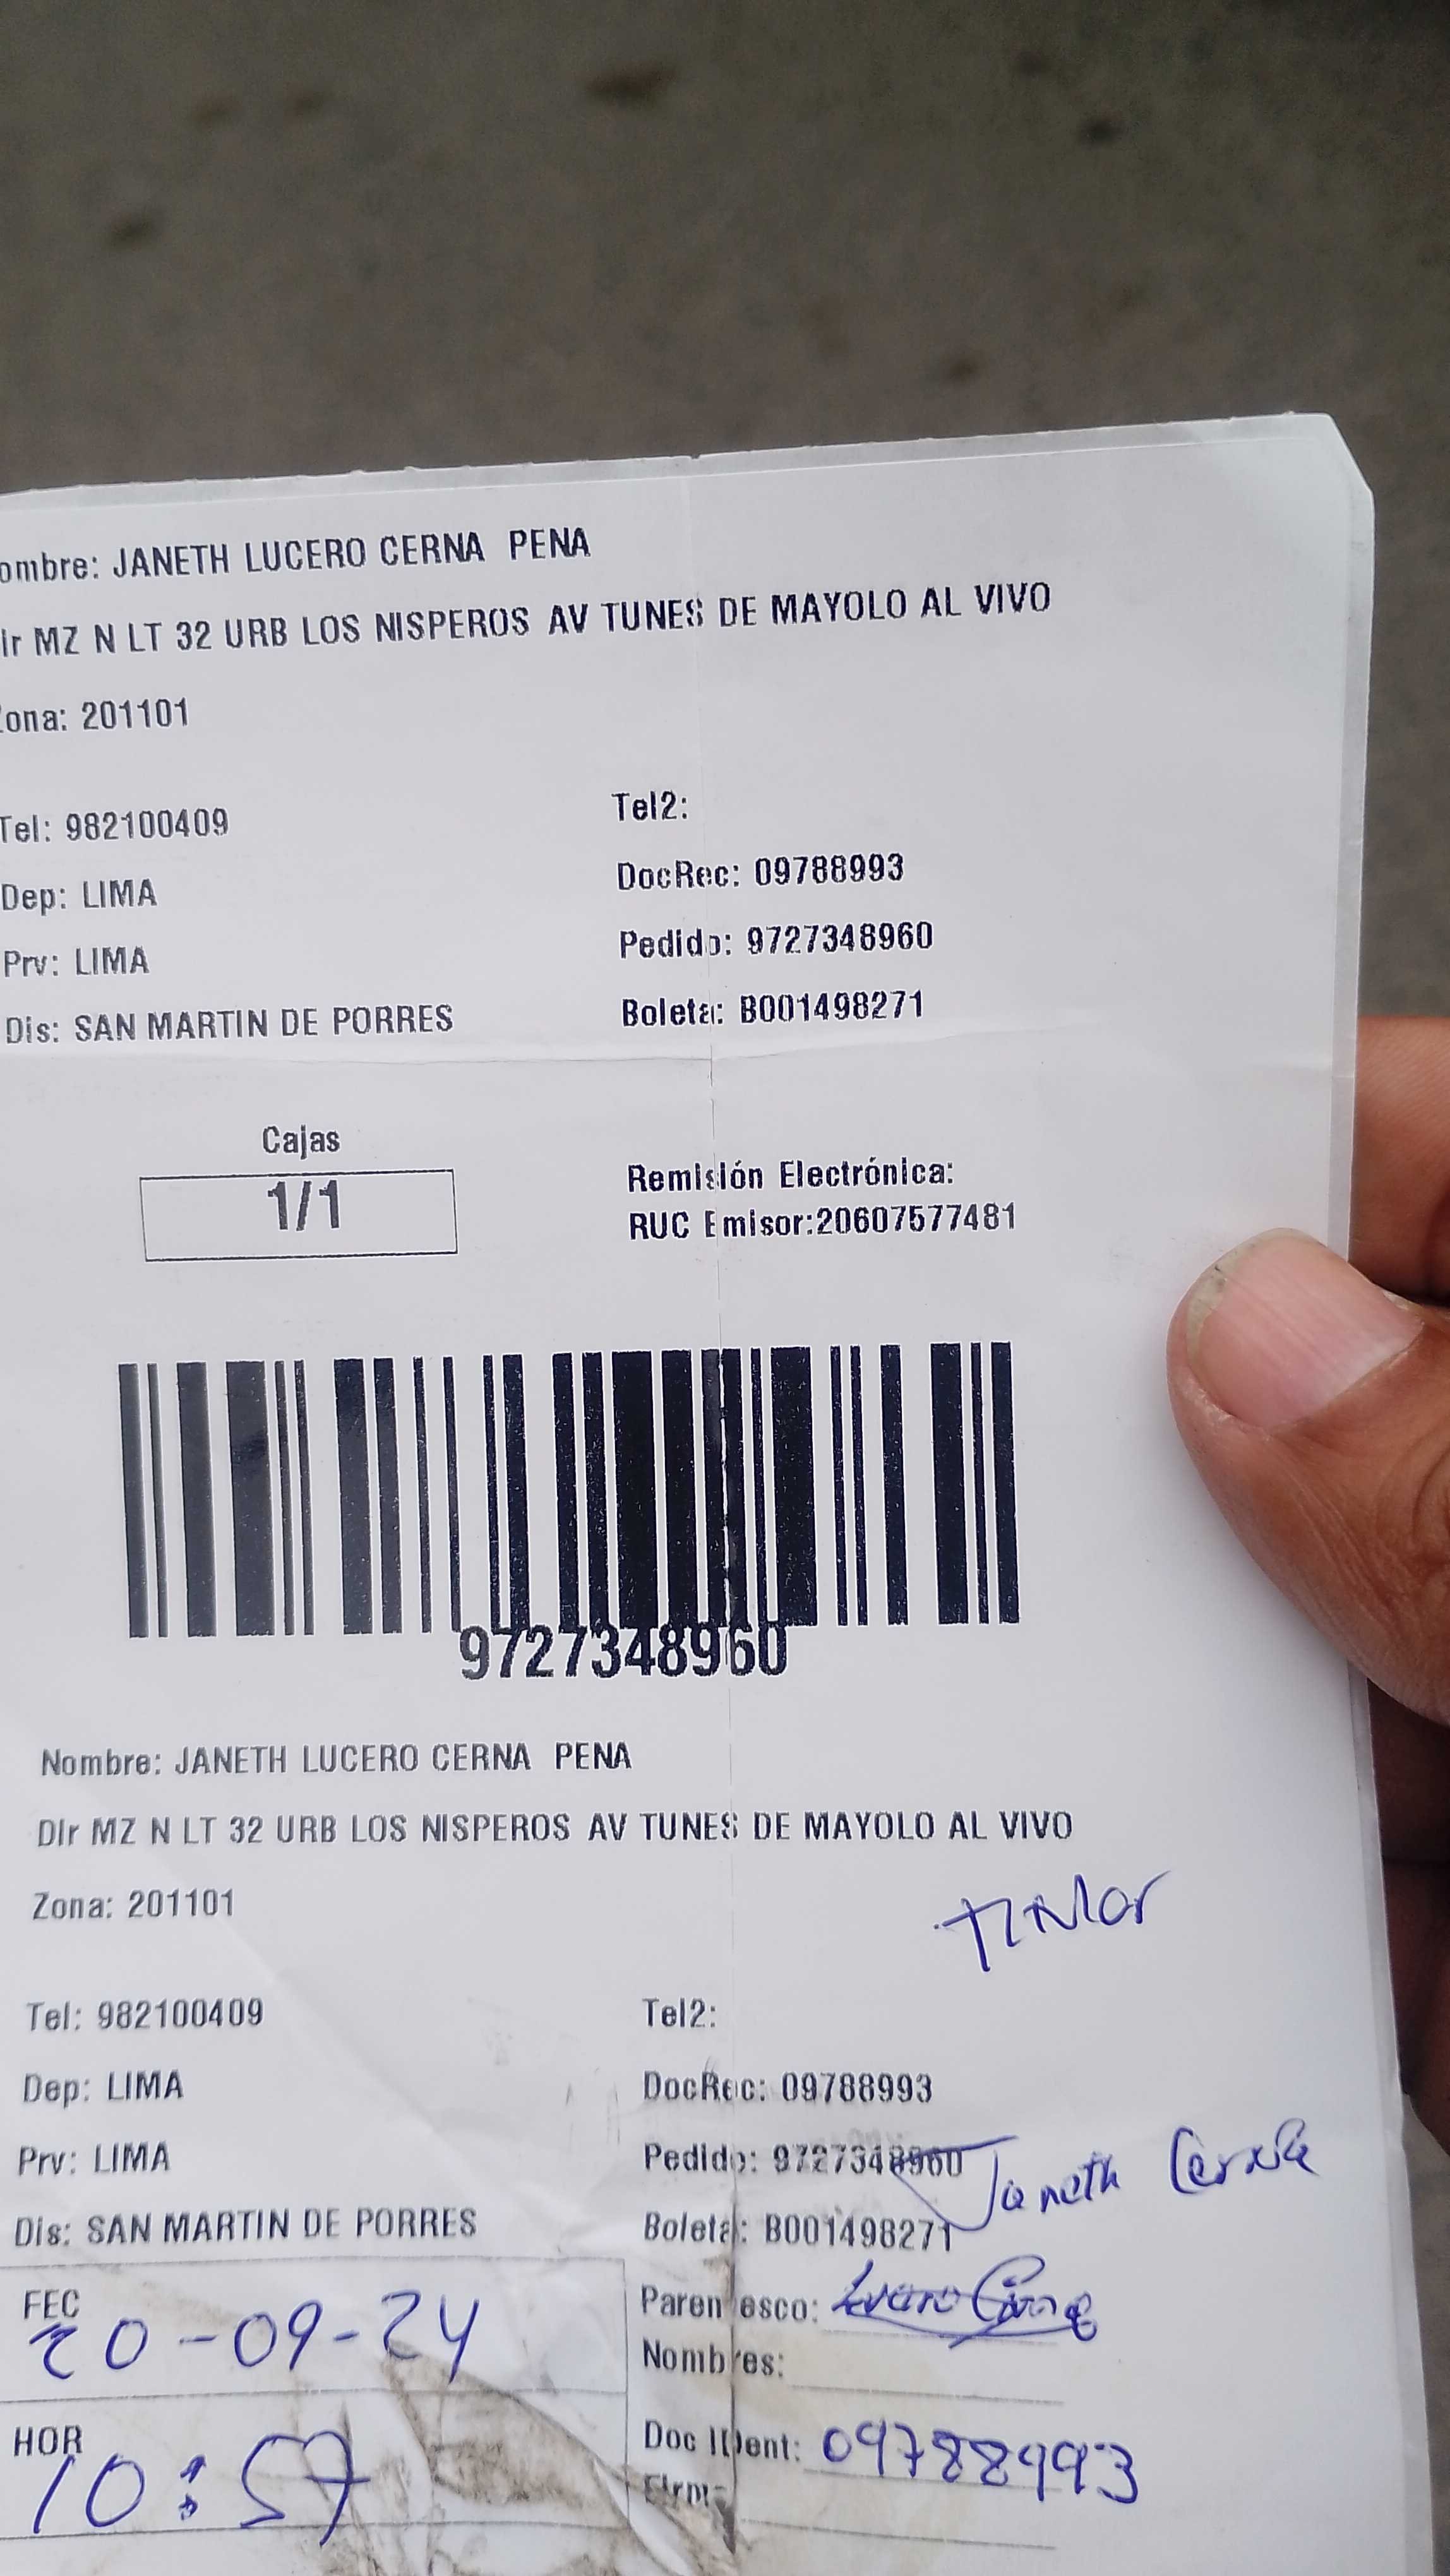 ombre: JANETH LUCERO CERNA PENA
Ir MZ N LT 32 URB LOS NISPEROS AV TUNES DE MAYOLO AL VIVO
ona: 201101
Tel: 982100409
Tel2:
Dep: LIMA
DocRec: 09788993
Prv: LIMA
Pedido: 9727348960
Dis: SAN MARTIN DE PORRES
Boleta: B001498271
Cajas
1/1
Remisión Electrónica:
RUC Emisor:20607577481
9727348960
Nombre: JANETH LUCERO CERNA PENA
DIr MZ N LT 32 URB LOS NISPEROS AV TUNES DE MAYOLO AL VIVO
Zona: 201101
Tel: 982100409
Tel2:
Dep: LIMA
DocRec: 09788993
Prv: LIMA
Pedido: 9727348960
Janeth Cerna
Dis: SAN MARTIN DE PORRES
Boleta: B001498271
FEC
20-09-24
Parentesco:
Nombres:
HOR
10:57
Doc IDent: 09788993
Firma